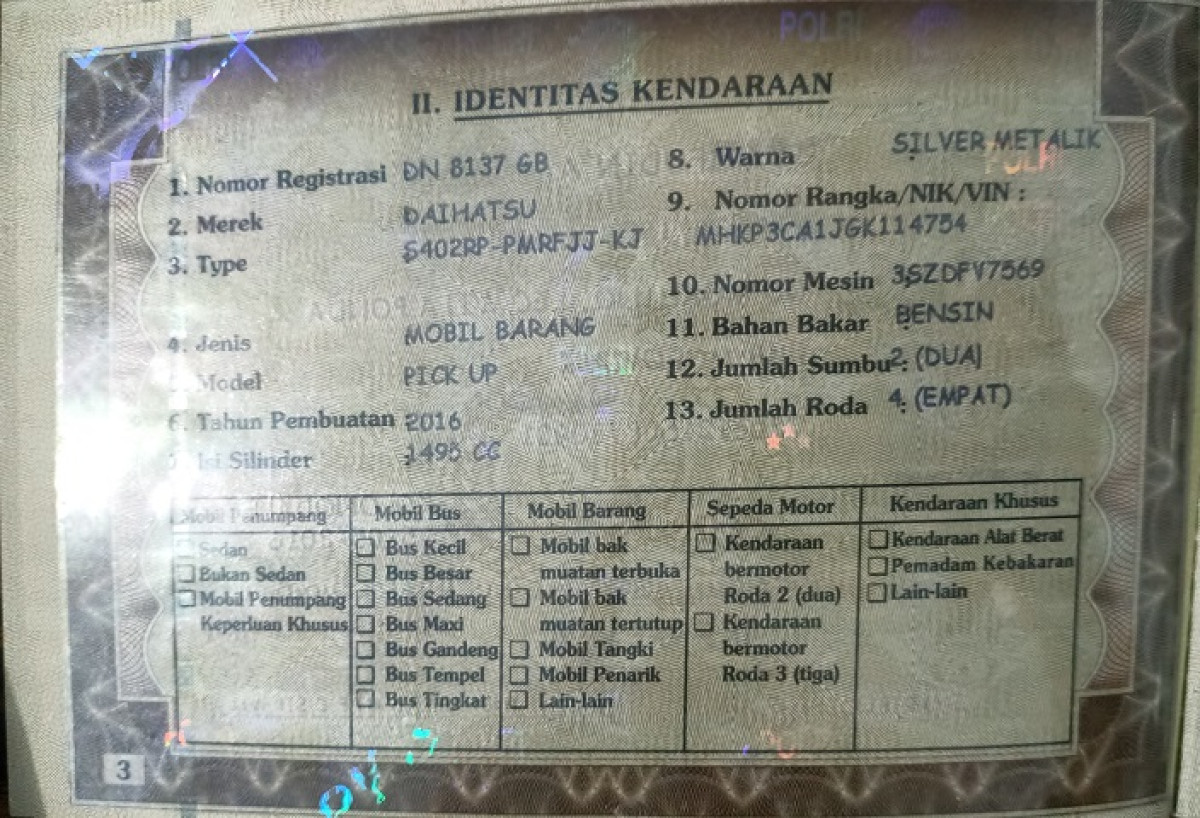 POLRI
II. IDENTITAS KENDARAAN
1. Nomor Registrasi DN 8137 GB
2. Merek DAIHATSU
3. Type S402RP-PMRFJJ-KJ
4. Jenis MOBIL BARANG
Model PICK UP
6. Tahun Pembuatan 2016
Isi Silinder 1495 CC
8. Warna SILVER METALIK
9. Nomor Rangka/NIK/VIN :
MHKP3CA1JGK114754
10. Nomor Mesin 3SZDFV7569
11. Bahan Bakar BENSIN
12. Jumlah Sumbu 2. (DUA)
13. Jumlah Roda 4. (EMPAT)
Mobil Penumpang
Sedan
Bukan Sedan
Mobil Penumpang
Keperluan Khusus
Mobil Bus
Bus Kecil
Bus Besar
Bus Sedang
Bus Maxi
Bus Gandeng
Bus Tempel
Bus Tingkat
Mobil Barang
Mobil bak
muatan terbuka
Mobil bak
muatan tertutup
Mobil Tangki
Mobil Penarik
Lain-lain
Sepeda Motor
Kendaraan
bermotor
Roda 2 (dua)
Kendaraan
bermotor
Roda 3 (tiga)
Kendaraan Khusus
Kendaraan Alat Berat
Pemadam Kebakaran
Lain-lain
3